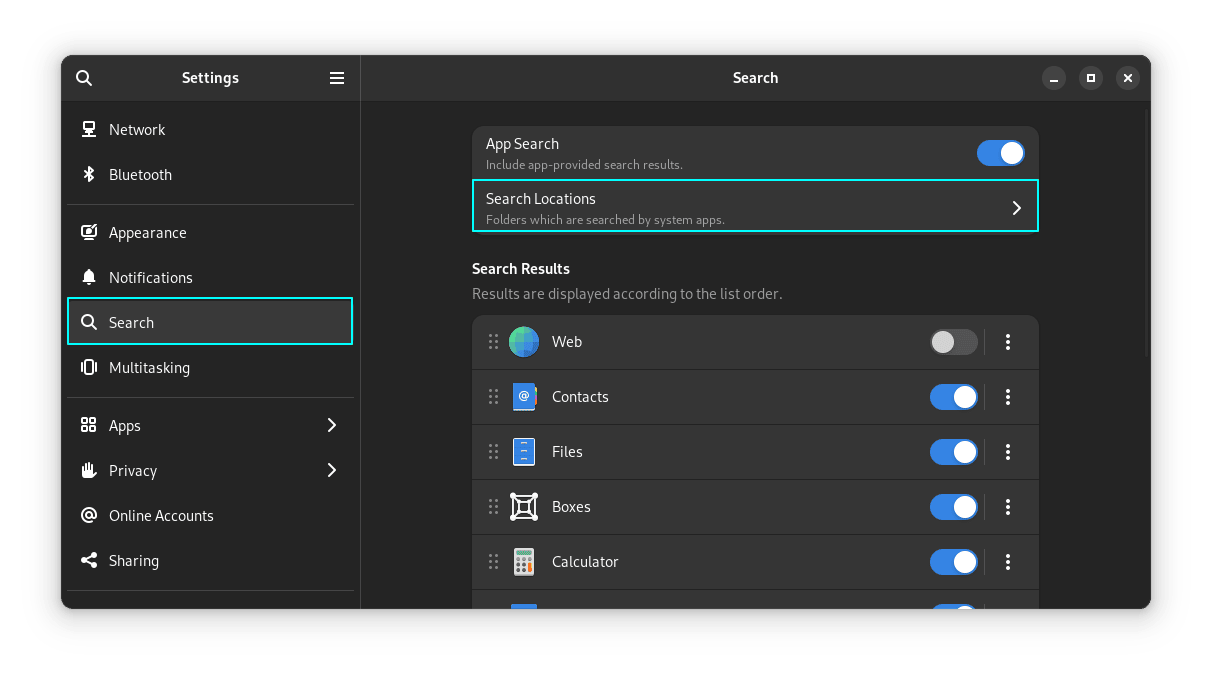 Settings
Network
Bluetooth
Appearance
Notifications
Search
Multitasking
Apps
Privacy
Online Accounts
Sharing
Search
App Search
Include app-provided search results.
Search Locations
Folders which are searched by system apps.
Search Results
Results are displayed according to the list order.
Web
Contacts
Files
Boxes
Calculator